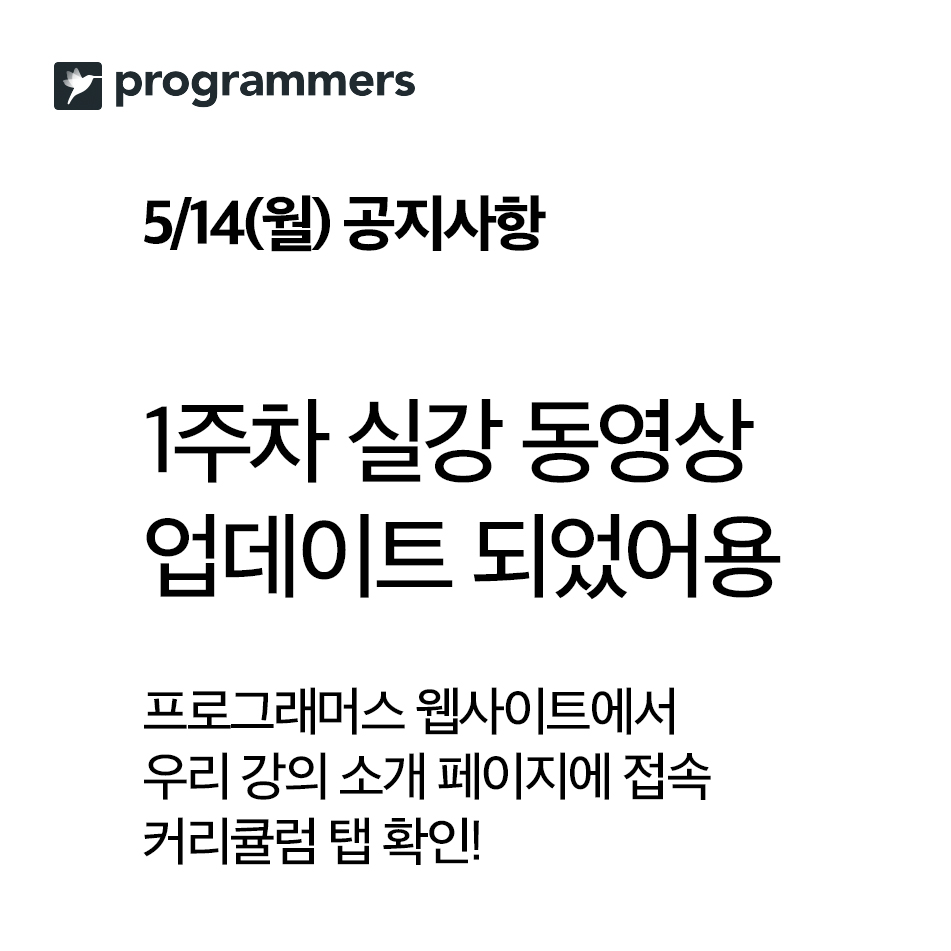 programmers
5/14(월) 공지사항
1주차 실강 동영상
업데이트 되었어용
프로그래머스 웹사이트에서
우리 강의 소개 페이지에 접속
커리큘럼 탭 확인!